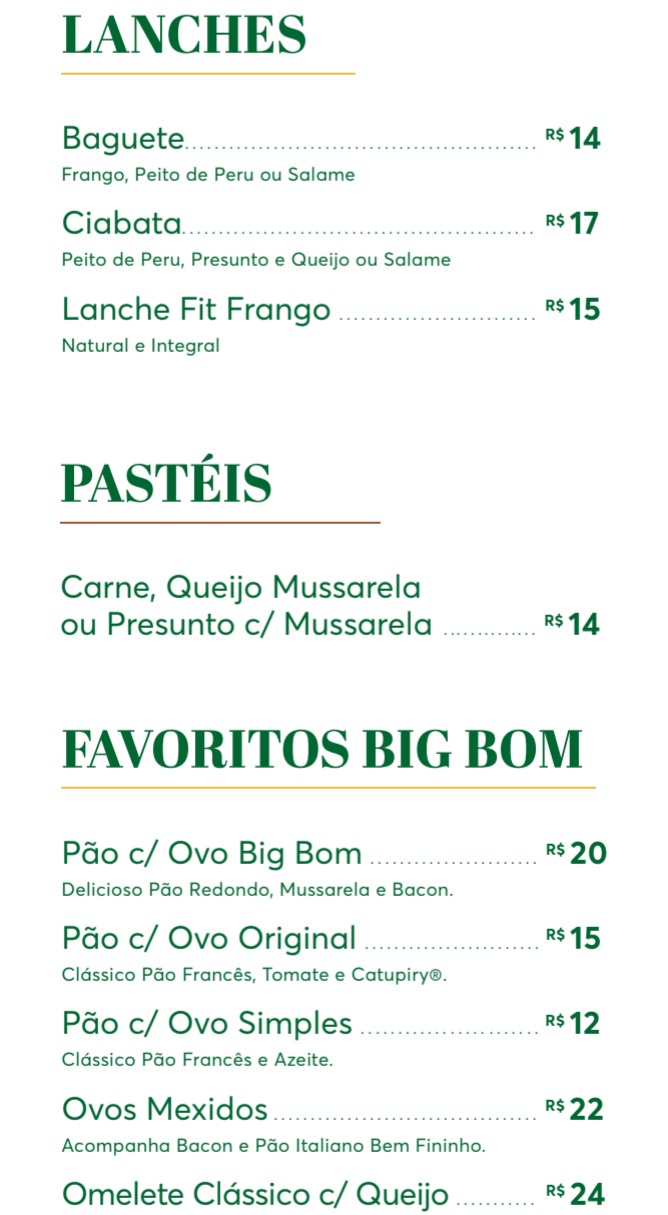 LANCHES
Baguete.............................................. R$ 14
Frango, Peito de Peru ou Salame
Ciabata.............................................. R$ 17
Peito de Peru, Presunto e Queijo ou Salame
Lanche Fit Frango .......................... R$ 15
Natural e Integral
PASTÉIS
Carne, Queijo Mussarela
ou Presunto c/ Mussarela ............. R$ 14
FAVORITOS BIG BOM
Pão c/ Ovo Big Bom ...................... R$ 20
Delicioso Pão Redondo, Mussarela e Bacon.
Pão c/ Ovo Original ....................... R$ 15
Clássico Pão Francês, Tomate e Catupiry®.
Pão c/ Ovo Simples ........................ R$ 12
Clássico Pão Francês e Azeite.
Ovos Mexidos ................................... R$ 22
Acompanha Bacon e Pão Italiano Bem Fininho.
Omelete Clássico c/ Queijo ........... R$ 24